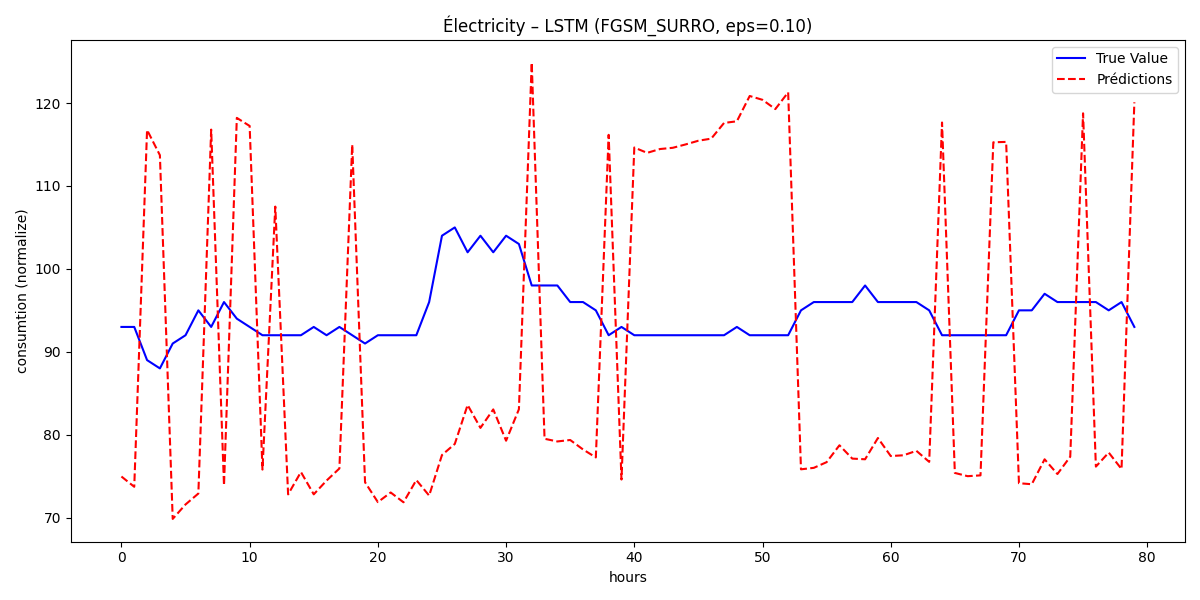 Électricity – LSTM (FGSM_SURRO, eps=0.10)
True Value
Prédictions
consumtion (normalize)
120
110
100
90
80
70
0 10 20 30 40 50 60 70 80
hours